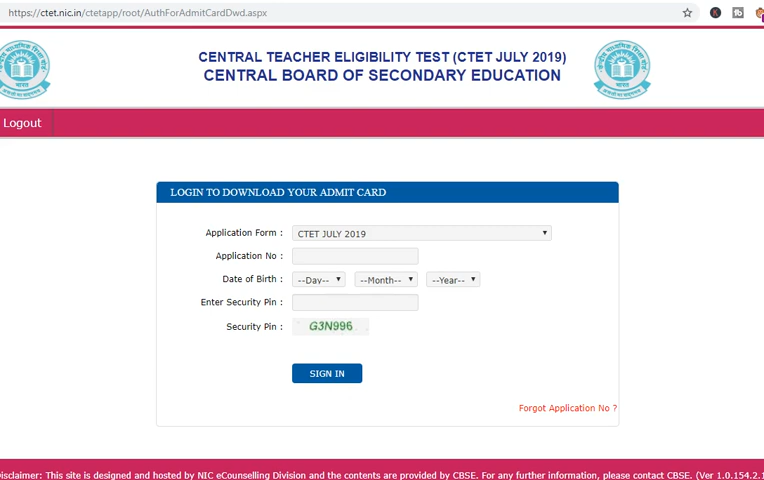 https://ctet.nic.in/ctetapp/root/AuthForAdmitCardDwd.aspx
CENTRAL TEACHER ELIGIBILITY TEST (CTET JULY 2019)
CENTRAL BOARD OF SECONDARY EDUCATION
भारत
भारत
Logout
LOGIN TO DOWNLOAD YOUR ADMIT CARD
Application Form :
CTET JULY 2019
Application No :
Date of Birth : --Day-- --Month-- --Year--
Enter Security Pin :
Security Pin : G3N996
SIGN IN
Forgot Application No ?
isclaimer: This site is designed and hosted by NIC eCounselling Division and the contents are provided by CBSE. For any further information, please contact CBSE. (Ver 1.0.154.2.1